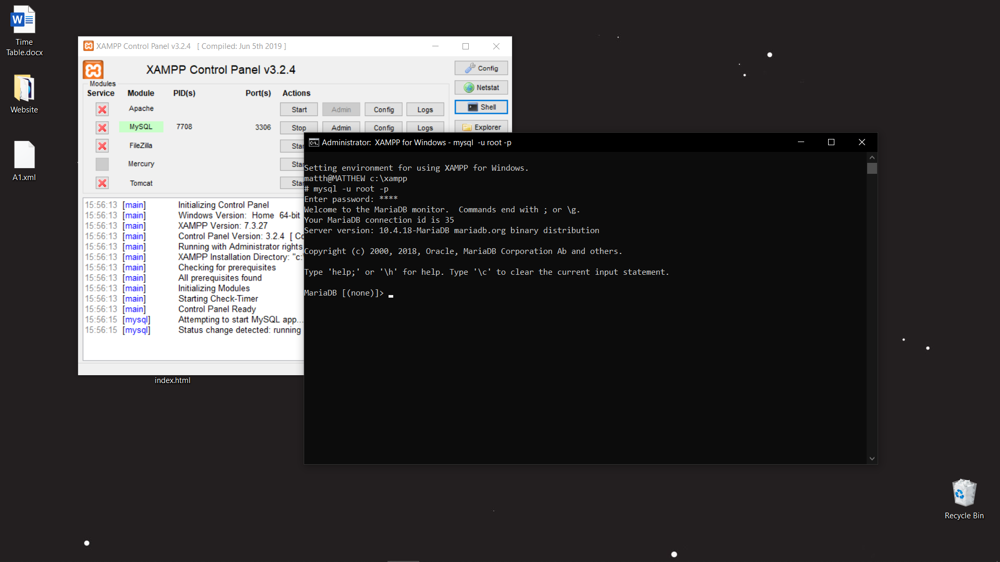 Time
Table.docx
Website
A1.xml
XAMPP Control Panel v3.2.4 [ Compiled: Jun 5th 2019 ]
XAMPP Control Panel v3.2.4
Config
Netstat
Shell
Explorer
Modules
Service Module PID(s) Port(s) Actions
Apache Start Admin Config Logs
MySQL 7708 3306 Stop Admin Config Logs
FileZilla
Mercury
Tomcat
15:56:13 [main] Initializing Control Panel
15:56:13 [main] Windows Version: Home 64-bit
15:56:13 [main] XAMPP Version: 7.3.27
15:56:13 [main] Control Panel Version: 3.2.4 [ Co
15:56:13 [main] Running with Administrator rights
15:56:13 [main] XAMPP Installation Directory: "c:\
15:56:13 [main] Checking for prerequisites
15:56:13 [main] All prerequisites found
15:56:13 [main] Initializing Modules
15:56:13 [main] Starting Check-Timer
15:56:13 [main] Control Panel Ready
15:56:15 [mysql] Attempting to start MySQL app...
15:56:15 [mysql] Status change detected: running
index.html
Administrator: XAMPP for Windows - mysql -u root -p
Setting environment for using XAMPP for Windows.
matth@MATTHEW c:\xampp
# mysql -u root -p
Enter password: ****
Welcome to the MariaDB monitor. Commands end with ; or \g.
Your MariaDB connection id is 35
Server version: 10.4.18-MariaDB mariadb.org binary distribution
Copyright (c) 2000, 2018, Oracle, MariaDB Corporation Ab and others.
Type 'help;' or '\h' for help. Type '\c' to clear the current input statement.
MariaDB [(none)]>
Recycle Bin